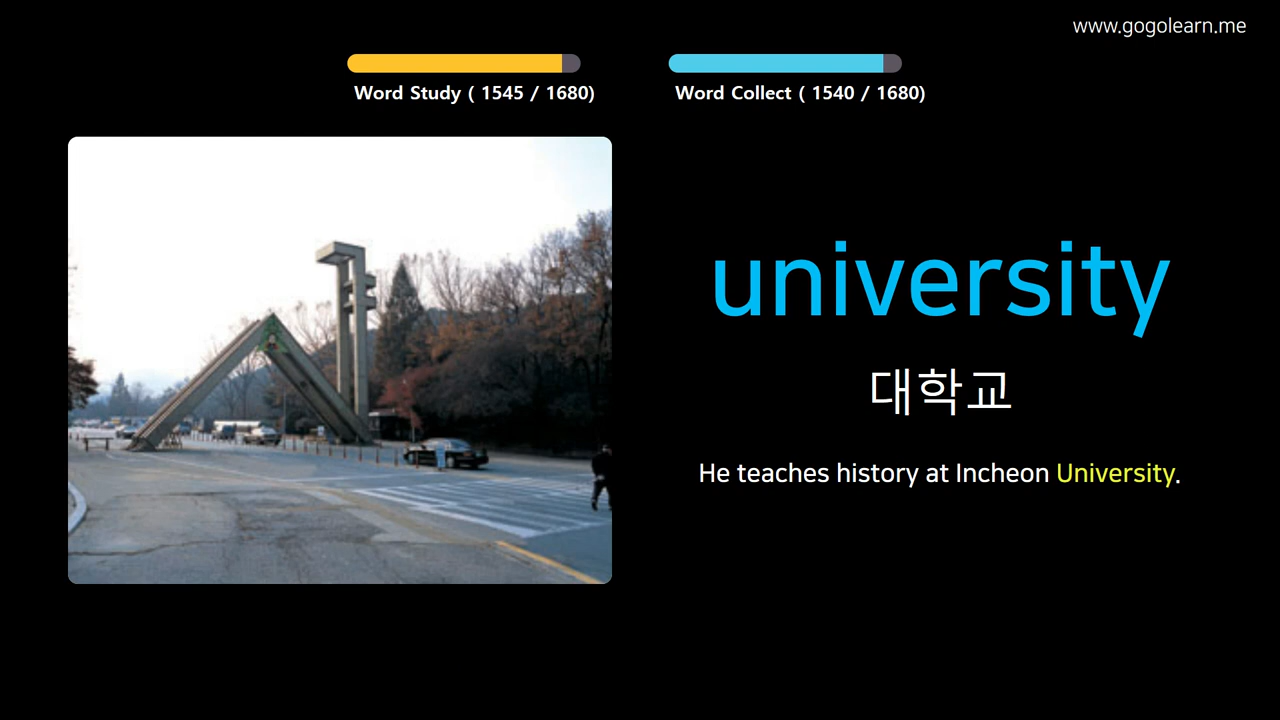 www.gogolearn.me
Word Study ( 1545 / 1680)
Word Collect ( 1540 / 1680)
university
대학교
He teaches history at Incheon University.